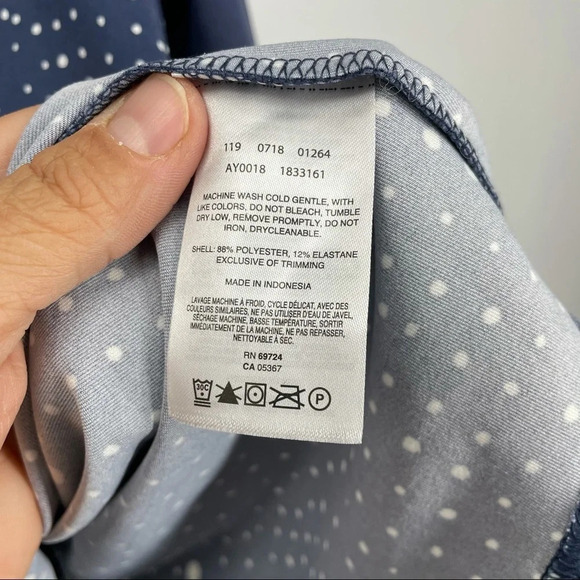 119 0718 01264
AY0018 1833161
MACHINE WASH COLD GENTLE, WITH
LIKE COLORS, DO NOT BLEACH, TUMBLE
DRY LOW, REMOVE PROMPTLY, DO NOT
IRON, DRYCLEANABLE.
SHELL: 88% POLYESTER, 12% ELASTANE
EXCLUSIVE OF TRIMMING
MADE IN INDONESIA
LAVAGE MACHINE À FROID, CYCLE DÉLICAT, AVEC DES
COULEURS SIMILAIRES, NE PAS UTILISER D'EAU DE JAVEL,
SÉCHAGE MACHINE, BASSE TEMPÉRATURE, SORTIR
IMMÉDIATEMENT DE LA MACHINE, NE PAS REPASSER,
NETTOYABLE À SEC.
RN 69724
CA 05367
30C P